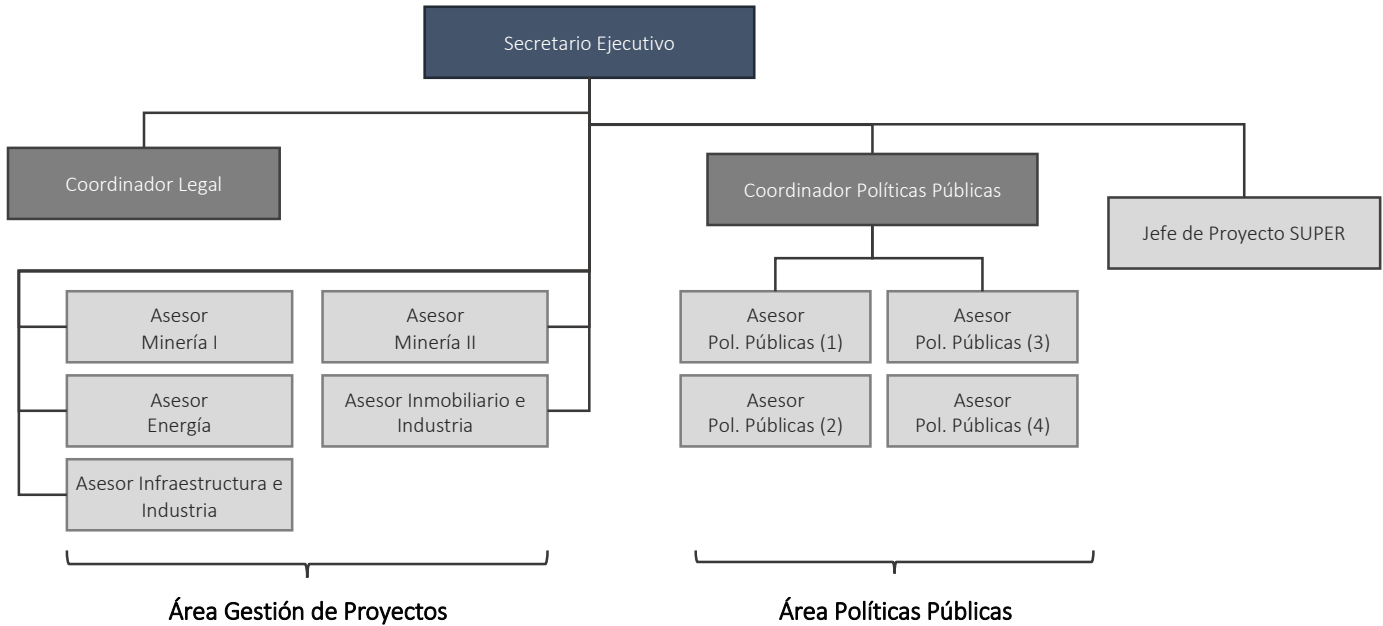 Secretario Ejecutivo
Coordinador Legal
Coordinador Políticas Públicas
Jefe de Proyecto SUPER
Asesor
Minería I
Asesor
Minería II
Asesor
Energía
Asesor Inmobiliario e
Industria
Asesor Infraestructura e
Industria
Asesor
Pol. Públicas (1)
Asesor
Pol. Públicas (3)
Asesor
Pol. Públicas (2)
Asesor
Pol. Públicas (4)
Área Gestión de Proyectos
Área Políticas Públicas